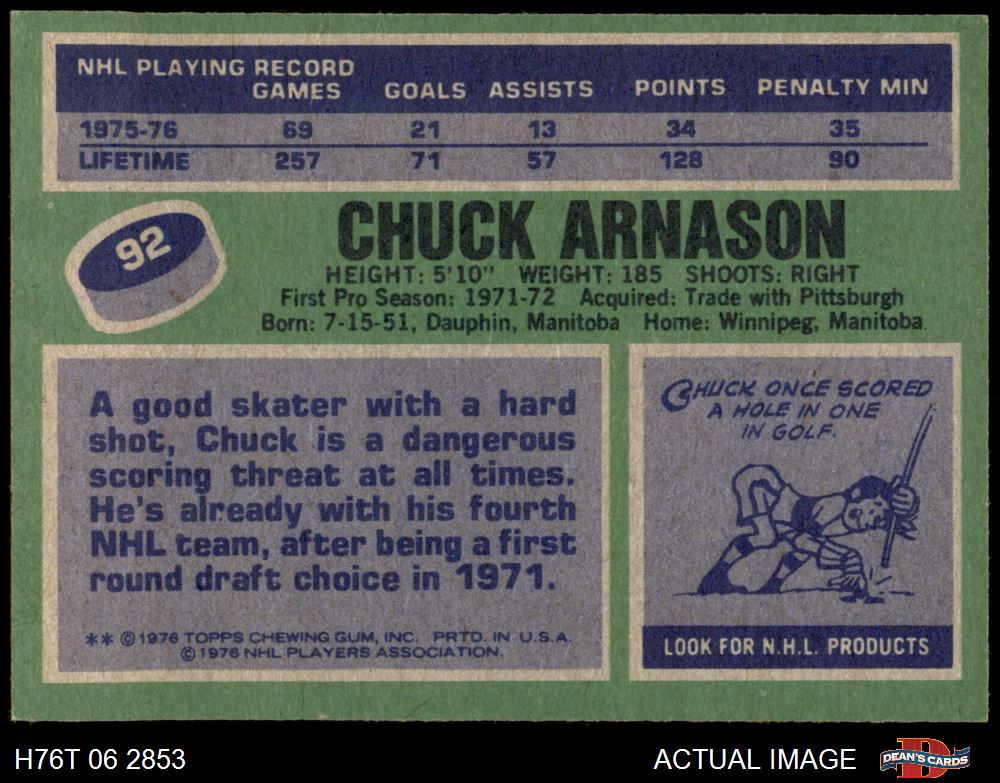 NHL PLAYING RECORD
GAMES GOALS ASSISTS POINTS PENALTY MIN
1975-76 69 21 13 34 35
LIFETIME 257 71 57 128 90
92
CHUCK ARNASON
HEIGHT: 5'10" WEIGHT: 185 SHOOTS: RIGHT
First Pro Season: 1971-72 Acquired: Trade with Pittsburgh
Born: 7-15-51, Dauphin, Manitoba Home: Winnipeg, Manitoba
A good skater with a hard
shot, Chuck is a dangerous
scoring threat at all times.
He's already with his fourth
NHL team, after being a first
round draft choice in 1971.
** © 1976 TOPPS CHEWING GUM, INC. PRTD. IN U.S.A.
© 1976 NHL PLAYERS ASSOCIATION.
CHUCK ONCE SCORED
A HOLE IN ONE
IN GOLF.
LOOK FOR N.H.L. PRODUCTS
H76T 06 2853
ACTUAL IMAGE
DEAN'S CARDS